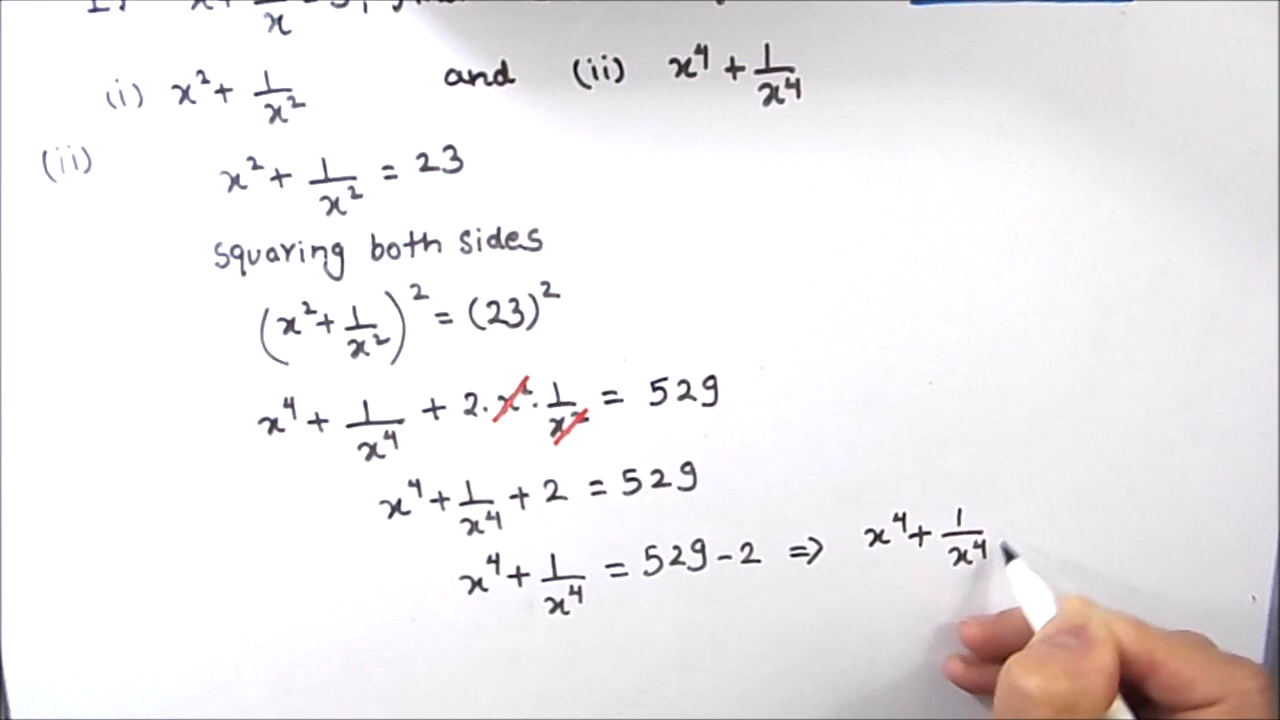 x
(i) x² + 1/x² and (ii) x⁴ + 1/x⁴
(ii) x² + 1/x² = 23
squaring both sides
(x² + 1/x²)² = (23)²
x⁴ + 1/x⁴ + 2 · x² · 1/x² = 529
x⁴ + 1/x⁴ + 2 = 529
x⁴ + 1/x⁴ = 529 - 2 ⇒ x⁴ + 1/x⁴